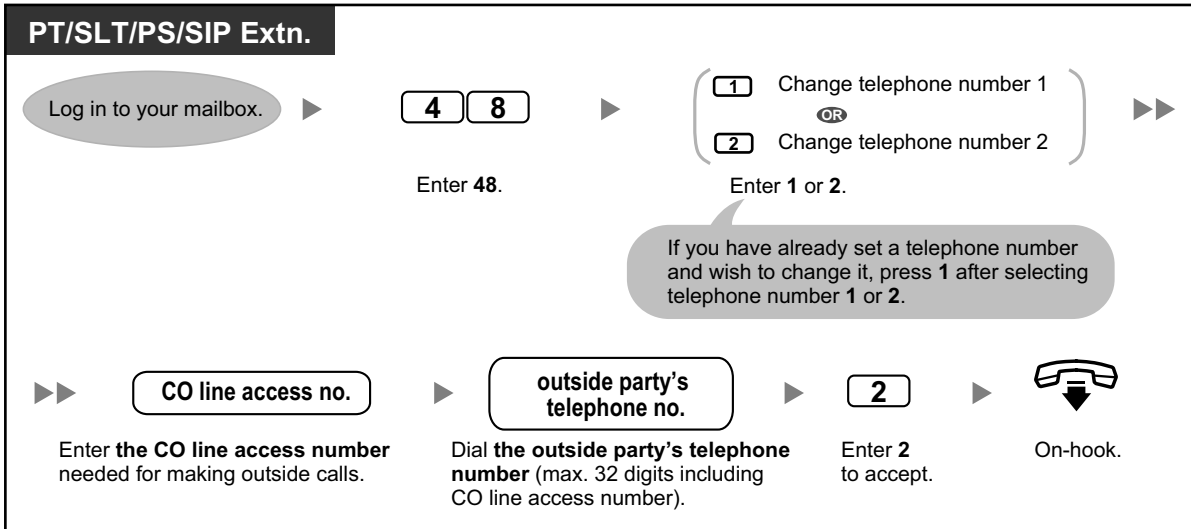 PT/SLT/PS/SIP Extn.
Log in to your mailbox.
4 8
Enter 48.
1 Change telephone number 1
OR
2 Change telephone number 2
Enter 1 or 2.
If you have already set a telephone number
and wish to change it, press 1 after selecting
telephone number 1 or 2.
CO line access no.
Enter the CO line access number
needed for making outside calls.
outside party's
telephone no.
Dial the outside party's telephone
number (max. 32 digits including
CO line access number).
2
Enter 2
to accept.
On-hook.